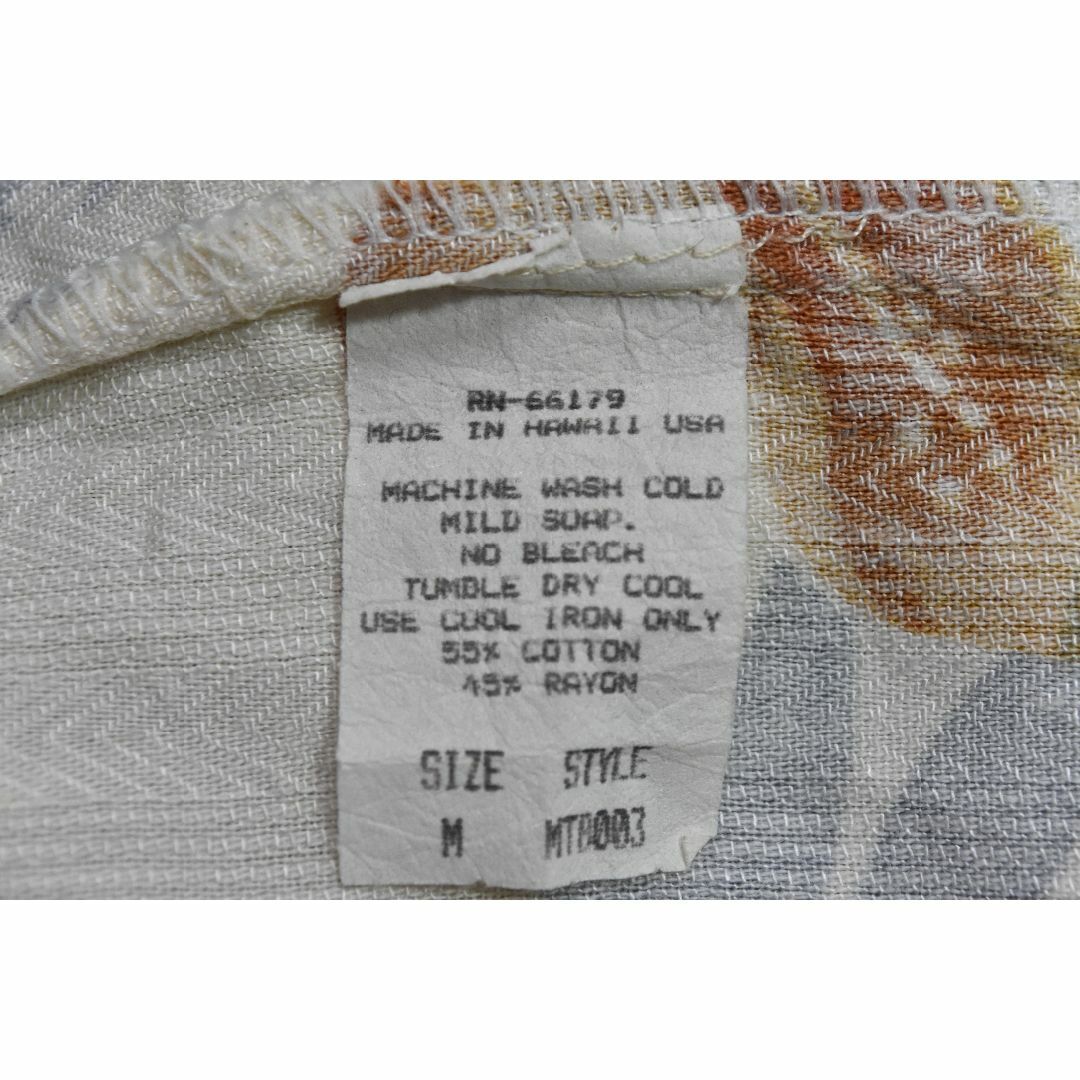 RN-66179
MADE IN HAWAII USA
MACHINE WASH COLD
MILD SOAP.
NO BLEACH
TUMBLE DRY COOL
USE COOL IRON ONLY
55% COTTON
45% RAYON
SIZE STYLE
M MTB003